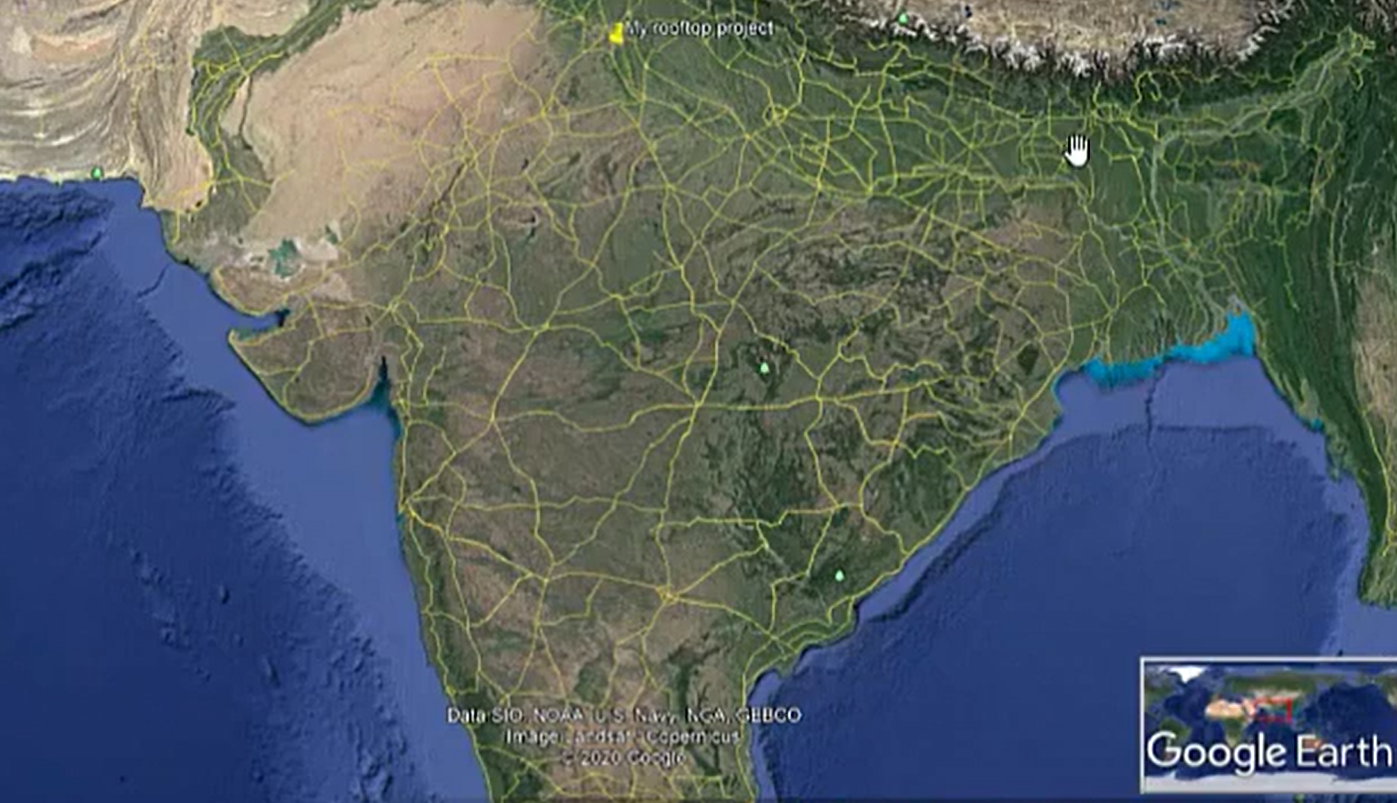 My rooftop project
Data SIO, NOAA, U.S. Navy, NGA, GEBCO
Image Landsat / Copernicus
© 2020 Google
Google Earth